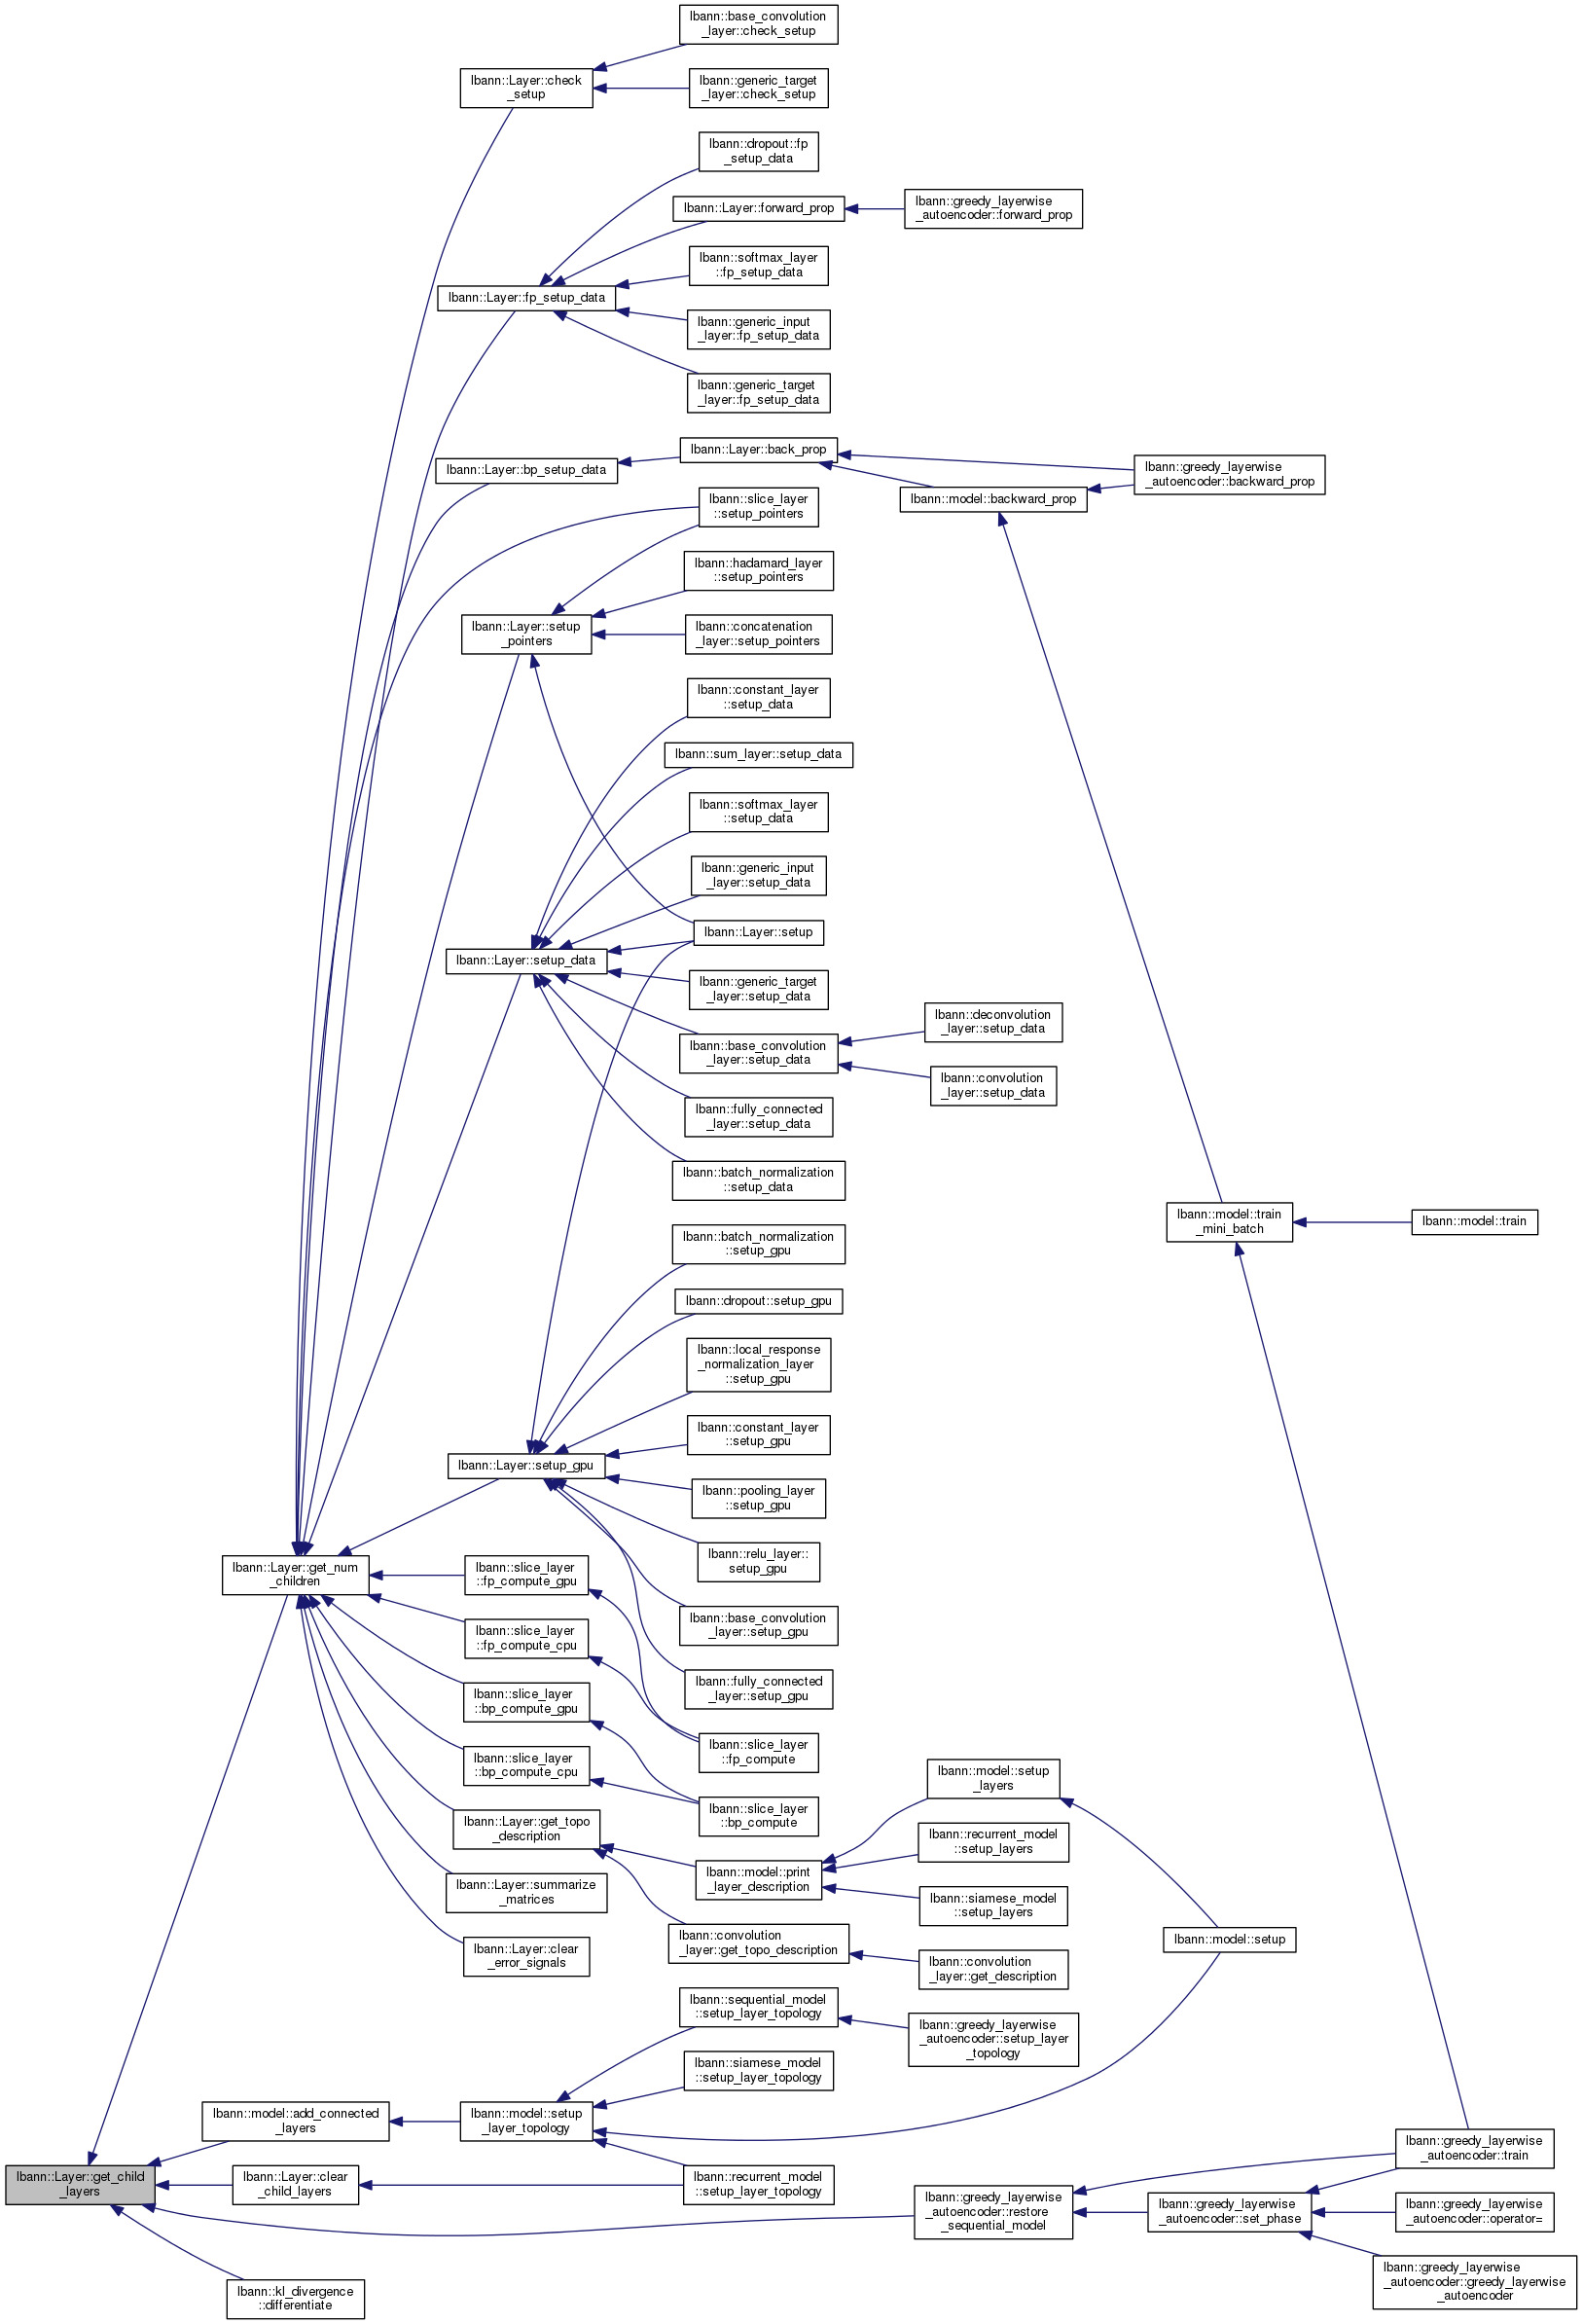 lbann::base_convolution
_layer::check_setup
lbann::Layer::check
_setup
lbann::generic_target
_layer::check_setup
lbann::dropout::fp
_setup_data
lbann::Layer::forward_prop
lbann::greedy_layerwise
_autoencoder::forward_prop
lbann::softmax_layer
::fp_setup_data
lbann::Layer::fp_setup_data
lbann::generic_input
_layer::fp_setup_data
lbann::generic_target
_layer::fp_setup_data
lbann::Layer::back_prop
lbann::Layer::bp_setup_data
lbann::greedy_layerwise
_autoencoder::backward_prop
lbann::model::backward_prop
lbann::slice_layer
::setup_pointers
lbann::hadamard_layer
::setup_pointers
lbann::Layer::setup
_pointers
lbann::concatenation
_layer::setup_pointers
lbann::constant_layer
::setup_data
lbann::sum_layer::setup_data
lbann::softmax_layer
::setup_data
lbann::generic_input
_layer::setup_data
lbann::Layer::setup
lbann::Layer::setup_data
lbann::generic_target
_layer::setup_data
lbann::deconvolution
_layer::setup_data
lbann::base_convolution
_layer::setup_data
lbann::convolution
_layer::setup_data
lbann::fully_connected
_layer::setup_data
lbann::batch_normalization
::setup_data
lbann::model::train
_mini_batch
lbann::model::train
lbann::batch_normalization
::setup_gpu
lbann::dropout::setup_gpu
lbann::local_response
_normalization_layer
::setup_gpu
lbann::constant_layer
::setup_gpu
lbann::Layer::setup_gpu
lbann::pooling_layer
::setup_gpu
lbann::relu_layer::
setup_gpu
lbann::Layer::get_num
_children
lbann::slice_layer
::fp_compute_gpu
lbann::base_convolution
_layer::setup_gpu
lbann::slice_layer
::fp_compute_cpu
lbann::fully_connected
_layer::setup_gpu
lbann::slice_layer
::bp_compute_gpu
lbann::slice_layer
::fp_compute
lbann::slice_layer
::bp_compute_cpu
lbann::model::setup
_layers
lbann::slice_layer
::bp_compute
lbann::Layer::get_topo
_description
lbann::recurrent_model
::setup_layers
lbann::model::print
_layer_description
lbann::Layer::summarize
_matrices
lbann::siamese_model
::setup_layers
lbann::model::setup
lbann::convolution
_layer::get_topo_description
lbann::Layer::clear
_error_signals
lbann::convolution
_layer::get_description
lbann::sequential_model
::setup_layer_topology
lbann::greedy_layerwise
_autoencoder::setup_layer
_topology
lbann::siamese_model
::setup_layer_topology
lbann::model::add_connected
_layers
lbann::model::setup
_layer_topology
lbann::greedy_layerwise
_autoencoder::train
lbann::Layer::get_child
_layers
lbann::Layer::clear
_child_layers
lbann::recurrent_model
::setup_layer_topology
lbann::greedy_layerwise
_autoencoder::restore
_sequential_model
lbann::greedy_layerwise
_autoencoder::set_phase
lbann::greedy_layerwise
_autoencoder::operator=
lbann::greedy_layerwise
_autoencoder::greedy_layerwise
_autoencoder
lbann::kl_divergence
::differentiate